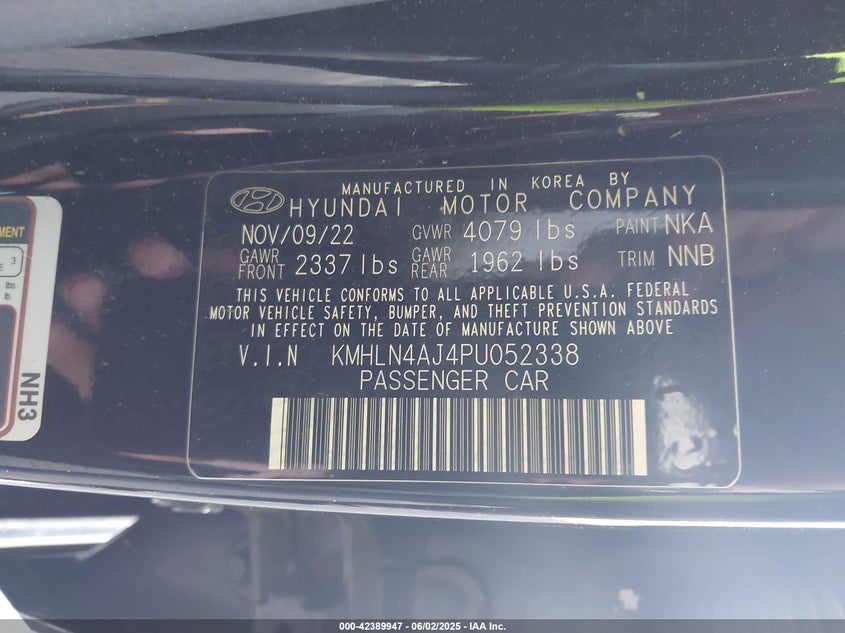 MANUFACTURED IN KOREA BY
HYUNDAI MOTOR COMPANY
NOV/09/22 GVWR 4079 lbs PAINT NKA
GAWR FRONT 2337 lbs GAWR REAR 1962 lbs TRIM NNB
THIS VEHICLE CONFORMS TO ALL APPLICABLE U.S.A. FEDERAL
MOTOR VEHICLE SAFETY, BUMPER, AND THEFT PREVENTION STANDARDS
IN EFFECT ON THE DATE OF MANUFACTURE SHOWN ABOVE
V.I.N KMHLN4AJ4PU052338
PASSENGER CAR
3
lbs.
lb.
NH3
000-42389947 - 06/02/2025 - IAA Inc.